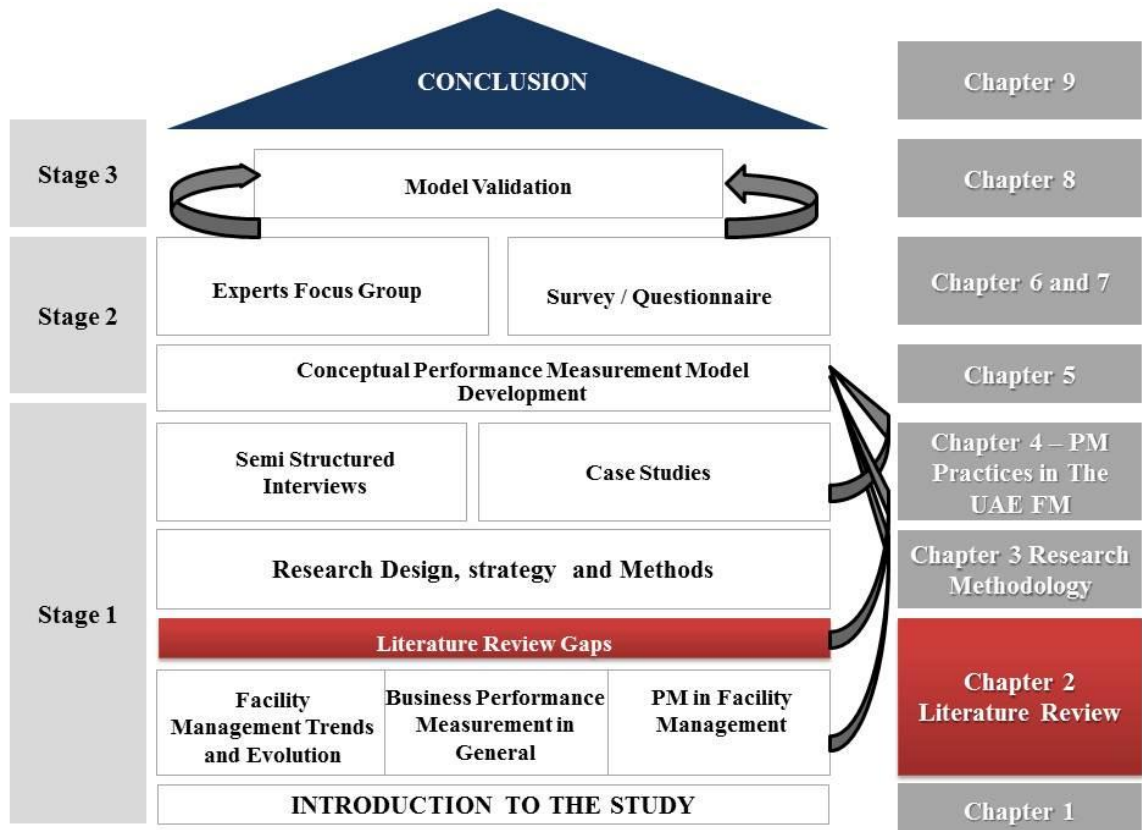 CONCLUSION
Chapter 9
Stage 3
Model Validation
Chapter 8
Stage 2
Experts Focus Group
Survey / Questionnaire
Chapter 6 and 7
Conceptual Performance Measurement Model
Development
Chapter 5
Stage 1
Semi Structured
Interviews
Case Studies
Chapter 4 – PM
Practices in The
UAE FM
Research Design, strategy and Methods
Chapter 3 Research
Methodology
Literature Review Gaps
Facility
Management Trends
and Evolution
Business Performance
Measurement in
General
PM in Facility
Management
Chapter 2
Literature Review
INTRODUCTION TO THE STUDY
Chapter 1